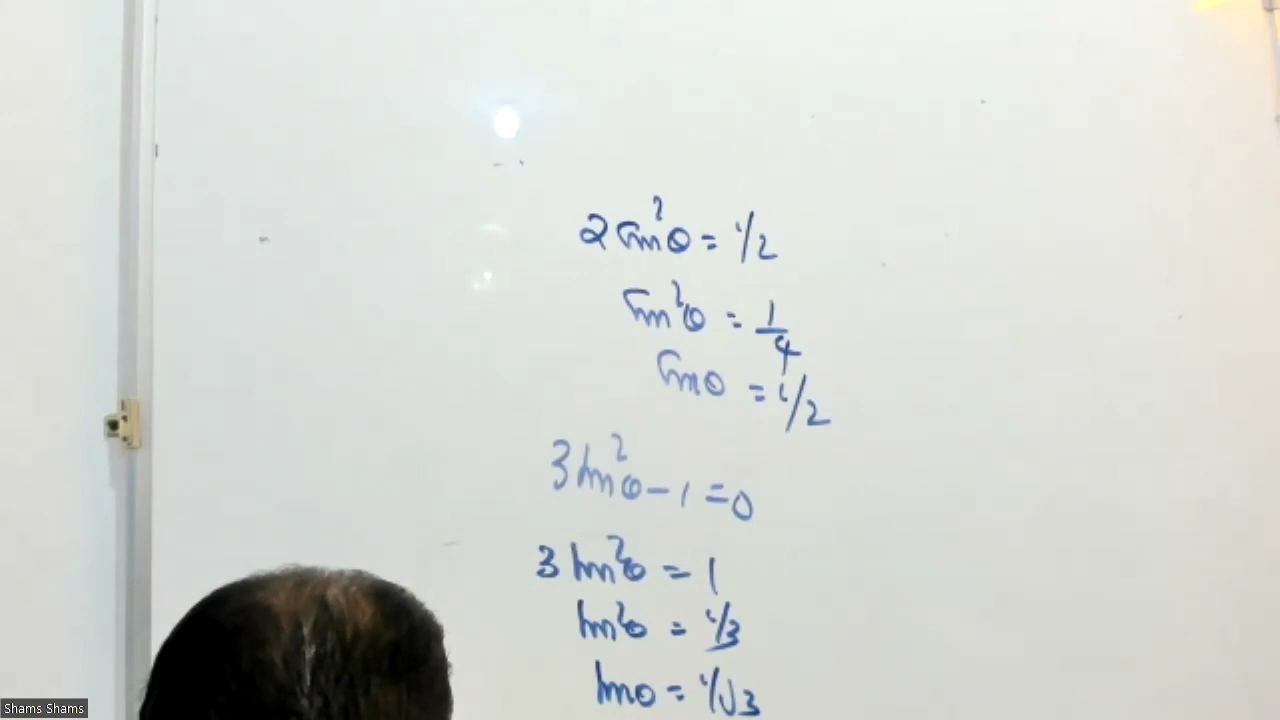 2 sin²θ = 1/2
sin²θ = 1/4
sinθ = 1/2
3 tan²θ - 1 = 0
3 tan²θ = 1
tan²θ = 1/3
tanθ = 1/√3
Shams Shams